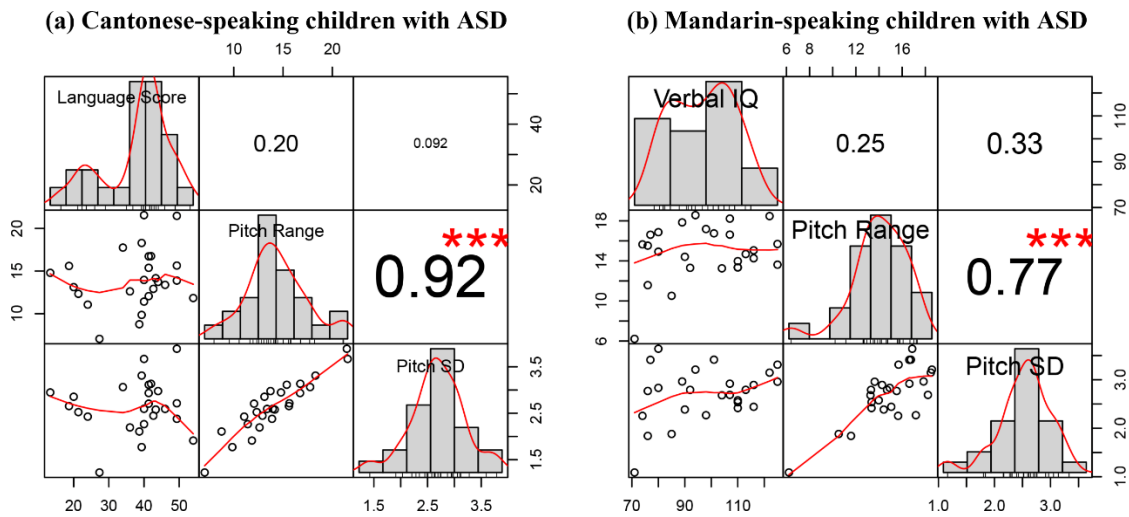 (a) Cantonese-speaking children with ASD
(b) Mandarin-speaking children with ASD
10 15 20
6 8 12 16
Language Score
0.20
0.092
20 40
Verbal IQ
0.25
0.33
70 90 110
10 15 20
Pitch Range
0.92
***
6 10 14 18
Pitch Range
0.77
***
Pitch SD
1.5 2.5 3.5
Pitch SD
1.0 2.0 3.0
20 30 40 50
1.5 2.5 3.5
71 90 110
1.0 2.0 3.0